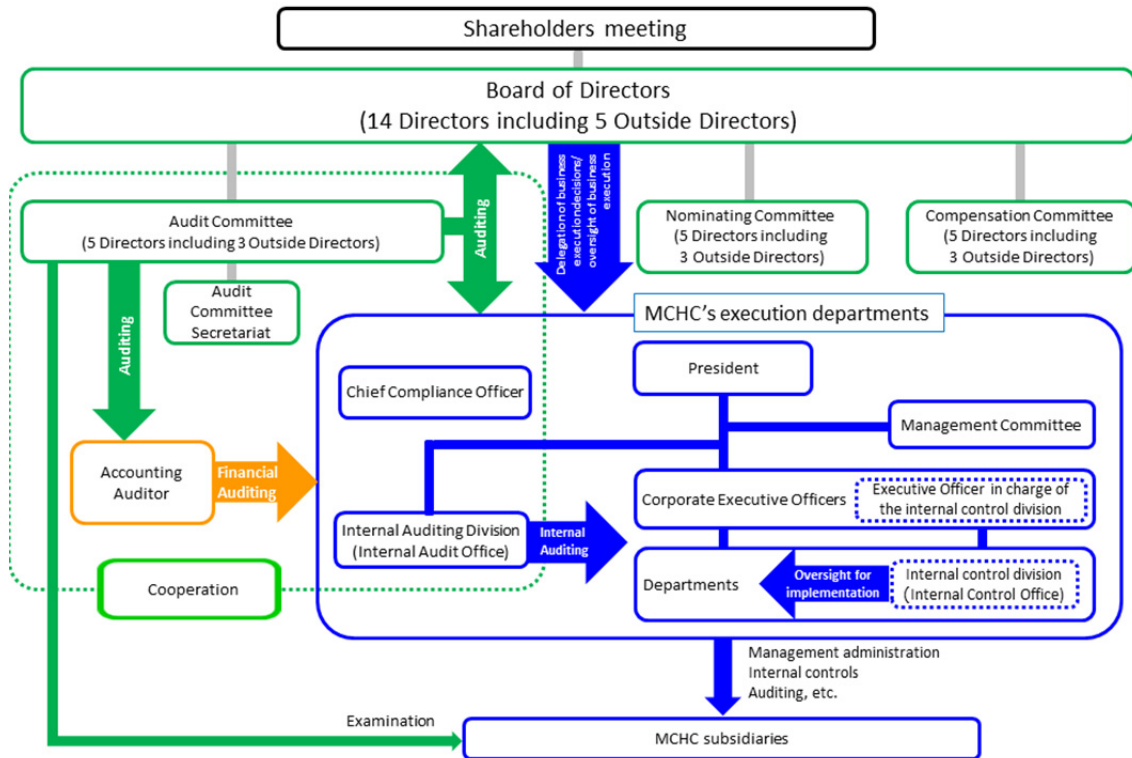 Shareholders meeting
Board of Directors
(14 Directors including 5 Outside Directors)
Auditing
Delegation of business
execution decisions/
oversight of business
execution
Audit Committee
(5 Directors including 3 Outside Directors)
Nominating Committee
(5 Directors including
3 Outside Directors)
Compensation Committee
(5 Directors including
3 Outside Directors)
Auditing
Audit
Committee
Secretariat
MCHC's execution departments
President
Chief Compliance Officer
Management Committee
Accounting
Auditor
Financial
Auditing
Corporate Executive Officers
Executive Officer in charge of
the internal control division
Internal Auditing Division
(Internal Audit Office)
Internal
Auditing
Departments
Oversight for
implementation
Internal control division
(Internal Control Office)
Cooperation
Management administration
Internal controls
Auditing, etc.
Examination
MCHC subsidiaries